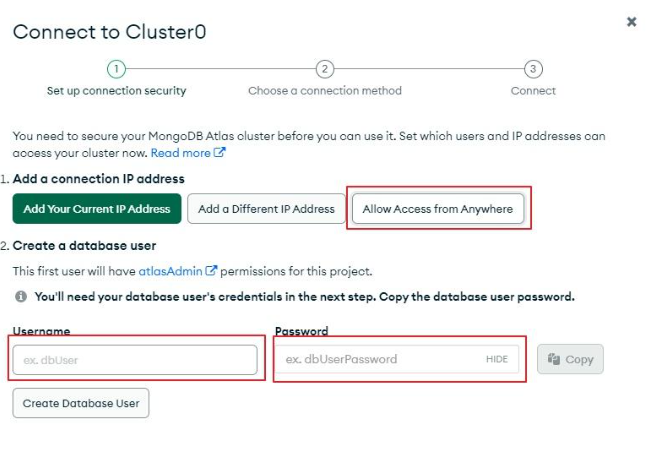 Connect to Cluster0
1
2
3
Set up connection security
Choose a connection method
Connect
You need to secure your MongoDB Atlas cluster before you can use it. Set which users and IP addresses can
access your cluster now. Read more
1. Add a connection IP address
Add Your Current IP Address
Add a Different IP Address
Allow Access from Anywhere
2. Create a database user
This first user will have atlasAdmin permissions for this project.
You'll need your database user's credentials in the next step. Copy the database user password.
Username
Password
ex. dbUser
ex. dbUserPassword
HIDE
Copy
Create Database User